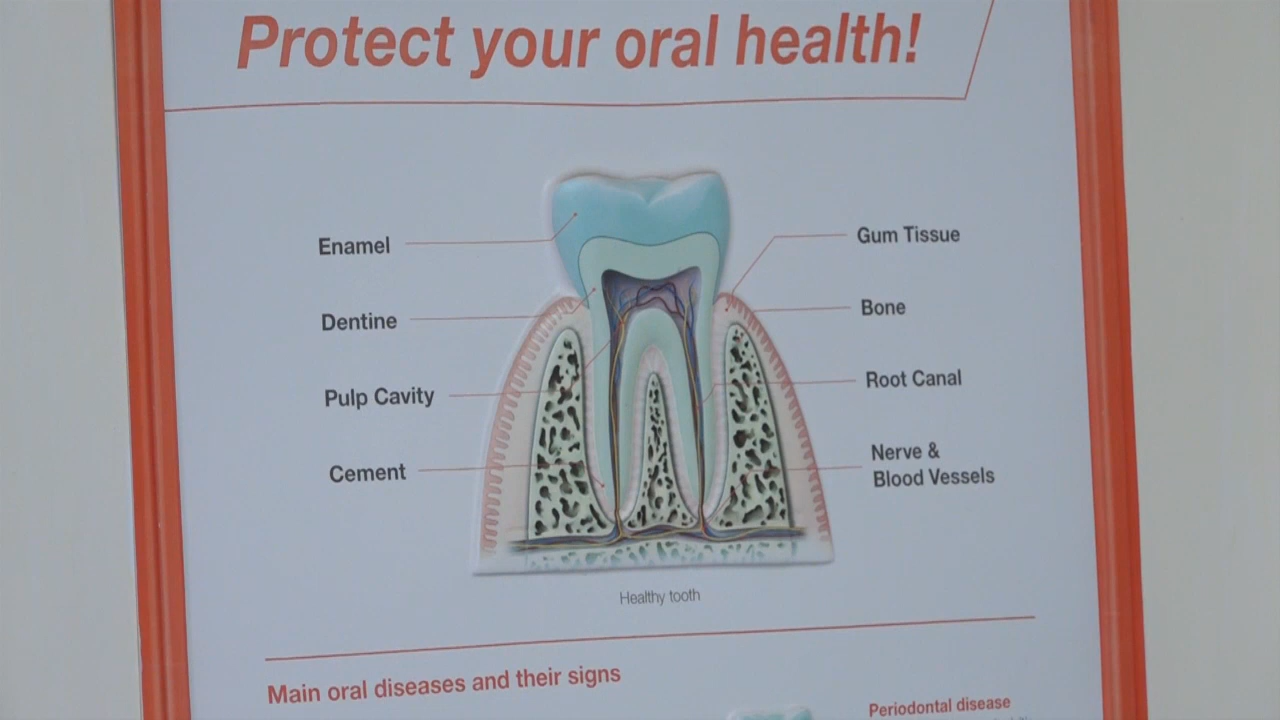 Protect your oral health!
Enamel
Dentine
Pulp Cavity
Cement
Gum Tissue
Bone
Root Canal
Nerve &
Blood Vessels
Healthy tooth
Main oral diseases and their signs
Periodontal disease